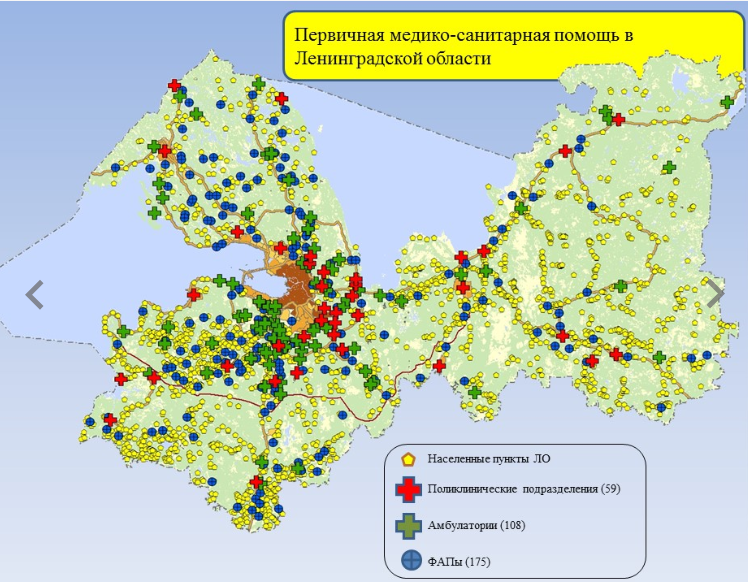 Первичная медико-санитарная помощь в
Ленинградской области
Населенные пункты ЛО
Поликлинические подразделения (59)
Амбулатории (108)
ФАПы (175)